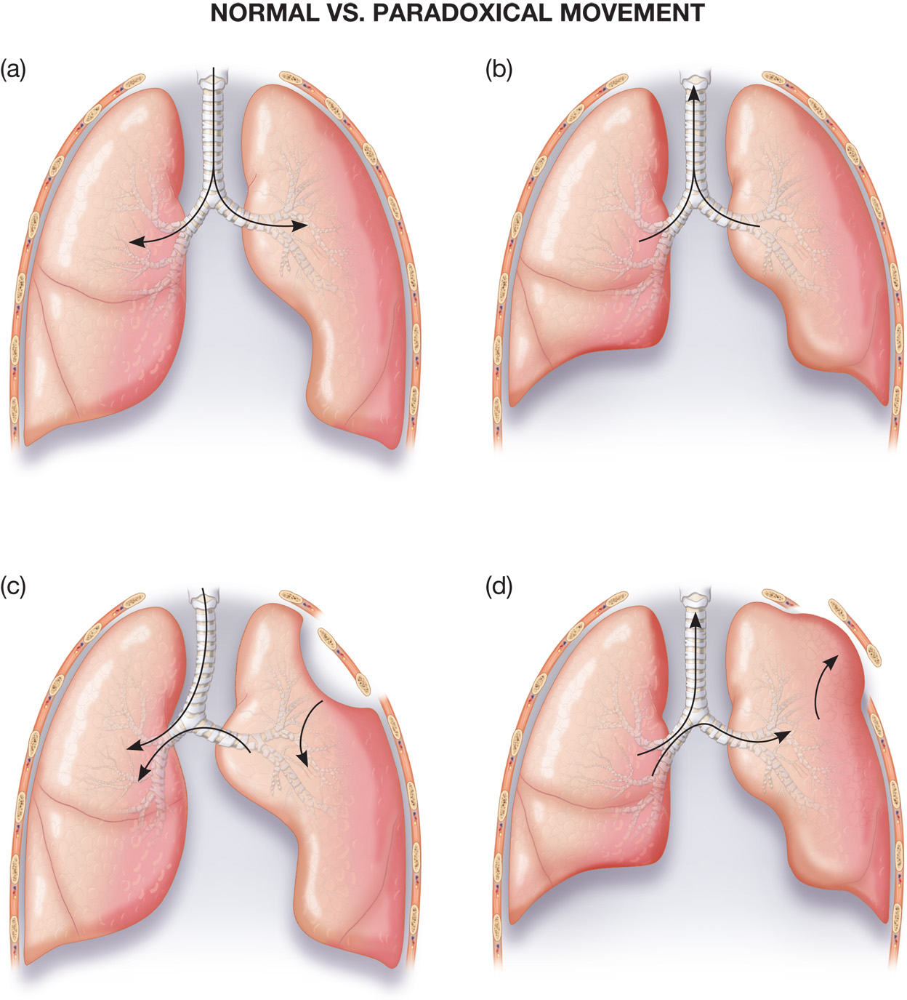 NORMAL VS. PARADOXICAL MOVEMENT
(a)
(b)
(c)
(d)